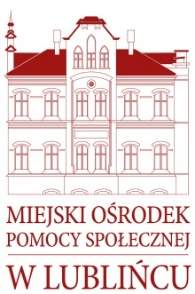 MIEJSKI OŚRODEK
POMOCY SPOŁECZNEJ
W LUBLIŃCU